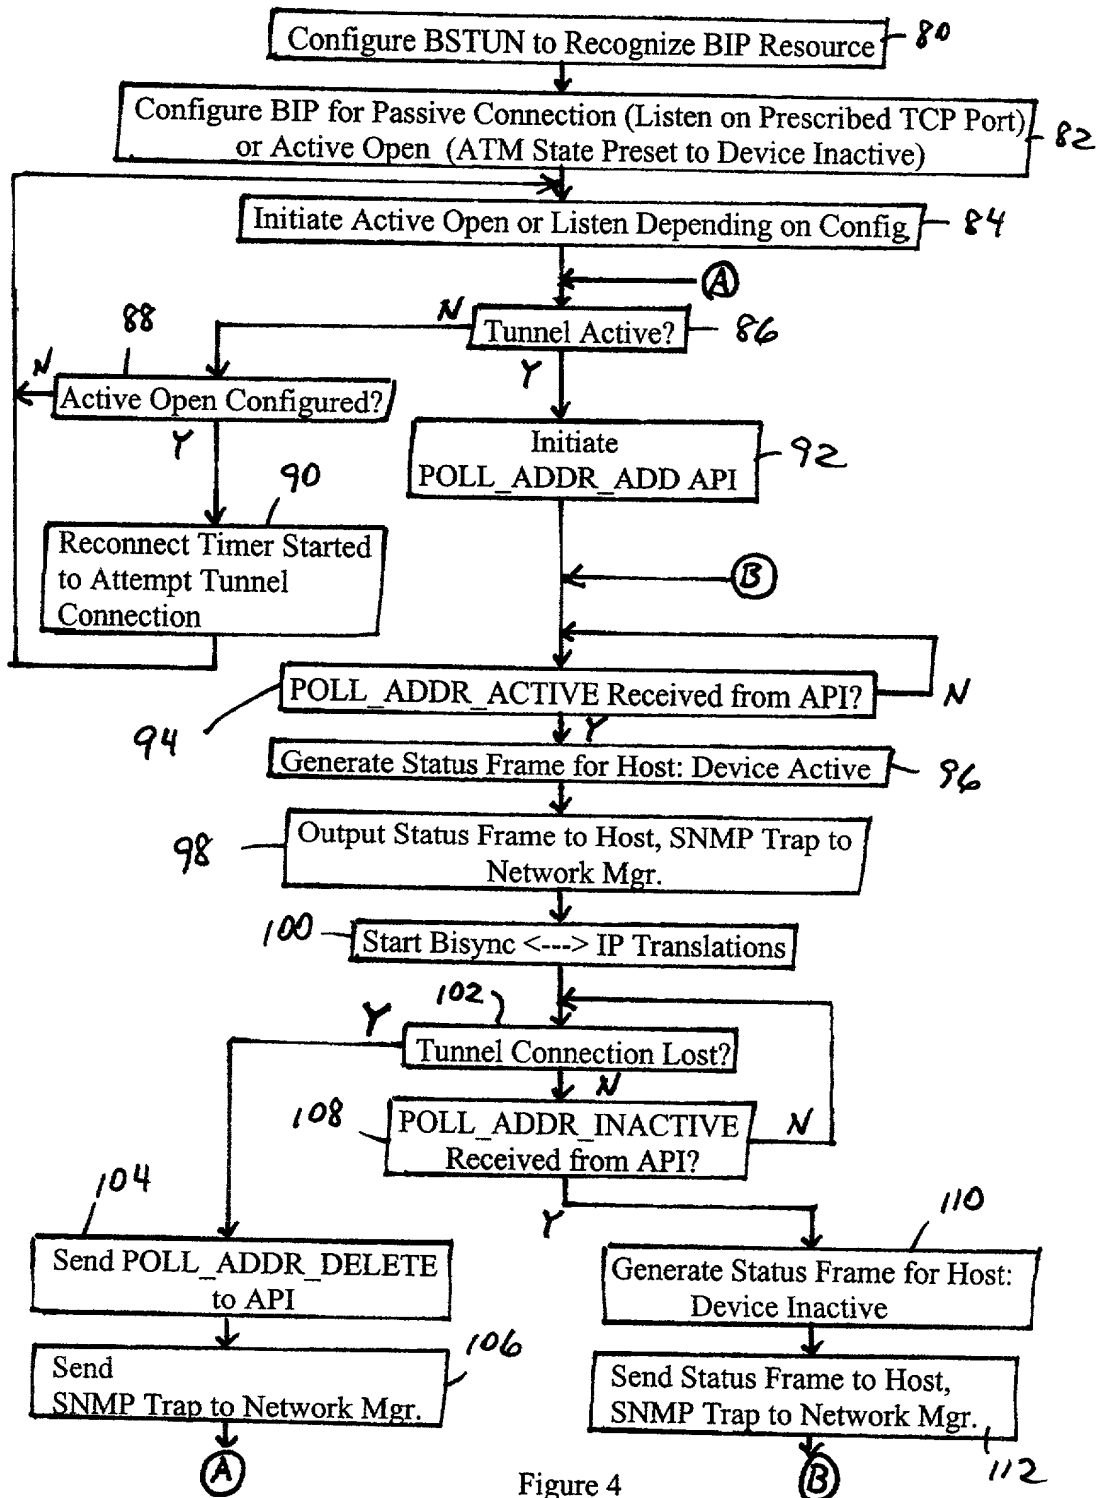 Configure BSTUN to Recognize BIP Resource
80
Configure BIP for Passive Connection (Listen on Prescribed TCP Port)
or Active Open (ATM State Preset to Device Inactive)
82
Initiate Active Open or Listen Depending on Config
84
A
N
Tunnel Active?
86
88
Y
N
Active Open Configured?
Y
Initiate
POLL_ADDR_ADD API
92
90
Reconnect Timer Started
to Attempt Tunnel
Connection
B
POLL_ADDR_ACTIVE Received from API?
N
94
Y
Generate Status Frame for Host: Device Active
96
98
Output Status Frame to Host, SNMP Trap to
Network Mgr.
100
Start Bisync <---> IP Translations
102
Y
Tunnel Connection Lost?
N
108
POLL_ADDR_INACTIVE
Received from API?
N
Y
104
Send POLL_ADDR_DELETE
to API
110
Generate Status Frame for Host:
Device Inactive
106
Send
SNMP Trap to Network Mgr.
Send Status Frame to Host,
SNMP Trap to Network Mgr.
112
A
B
Figure 4